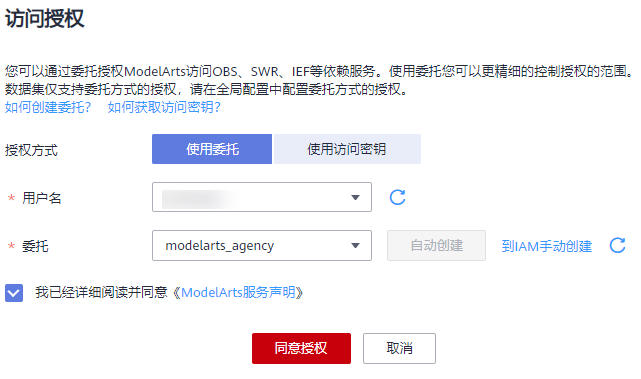 访问授权
您可以通过委托授权ModelArts访问OBS、SWR、IEF等依赖服务。使用委托您可以更精细的控制授权的范围。
数据集仅支持委托方式的授权，请在全局配置中配置委托方式的授权。
如何创建委托? 如何获取访问密钥?
授权方式 使用委托 使用访问密钥
* 用户名
* 委托 modelarts_agency 自动创建 到IAM手动创建
我已经详细阅读并同意《ModelArts服务声明》
同意授权 取消